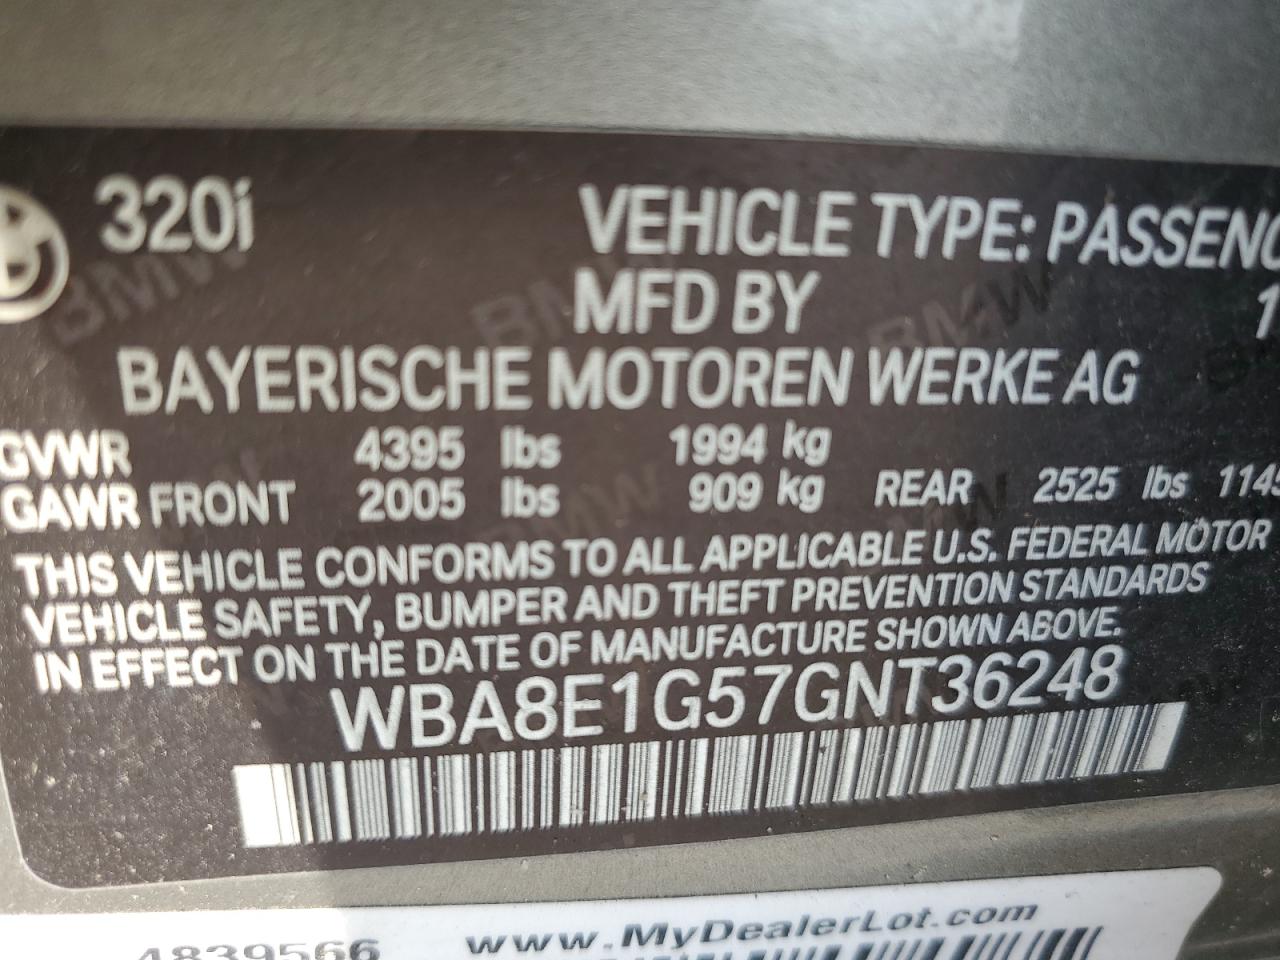 320i VEHICLE TYPE: PASSENG
MFD BY 1
BAYERISCHE MOTOREN WERKE AG
GVWR 4395 lbs 1994 kg
GAWR FRONT 2005 lbs 909 kg REAR 2525 lbs 1145
THIS VEHICLE CONFORMS TO ALL APPLICABLE U.S. FEDERAL MOTOR
VEHICLE SAFETY, BUMPER AND THEFT PREVENTION STANDARDS
IN EFFECT ON THE DATE OF MANUFACTURE SHOWN ABOVE.
WBA8E1G57GNT36248
4839566 www.MyDealerLot.com